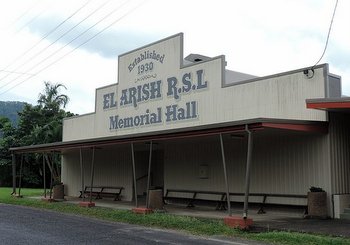 Established
1930
EL ARISH R.S.L
Memorial Hall